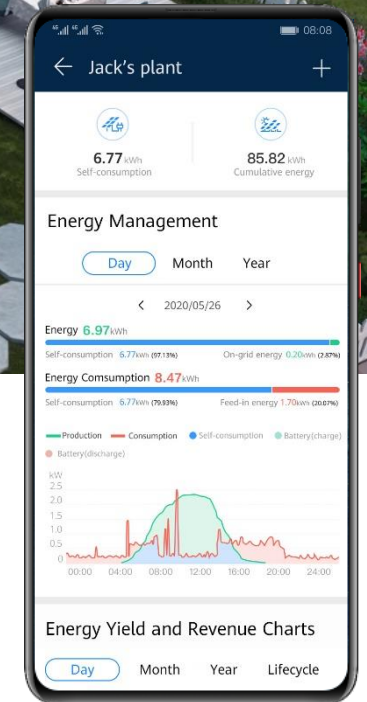 08:08
Jack's plant
6.77 kWh
85.82 kWh
Self-consumption
Cumulative energy
Energy Management
Day Month Year
2020/05/26
Energy 6.97kWh
Self-consumption 6.77kWh (97.13%) On-grid energy 0.20kWh (2.87%)
Energy Comsumption 8.47kWh
Self-consumption 6.77kWh (79.93%) Feed-in energy 1.70kWh (20.07%)
Production Consumption Self-consumption Battery(charge)
Battery(discharge)
kW
2.5
2.0
1.5
1.0
0.5
0
00:00 04:00 08:00 12:00 16:00 20:00 24:00
Energy Yield and Revenue Charts
Day Month Year Lifecycle